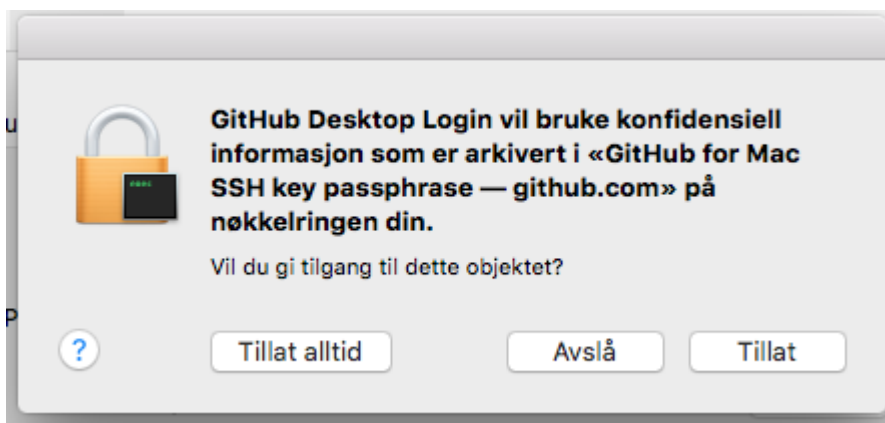 GitHub Desktop Login vil bruke konfidensiell
informasjon som er arkivert i «GitHub for Mac
SSH key passphrase — github.com» på
nøkkelringen din.
Vil du gi tilgang til dette objektet?
?
Tillat alltid
Avslå
Tillat